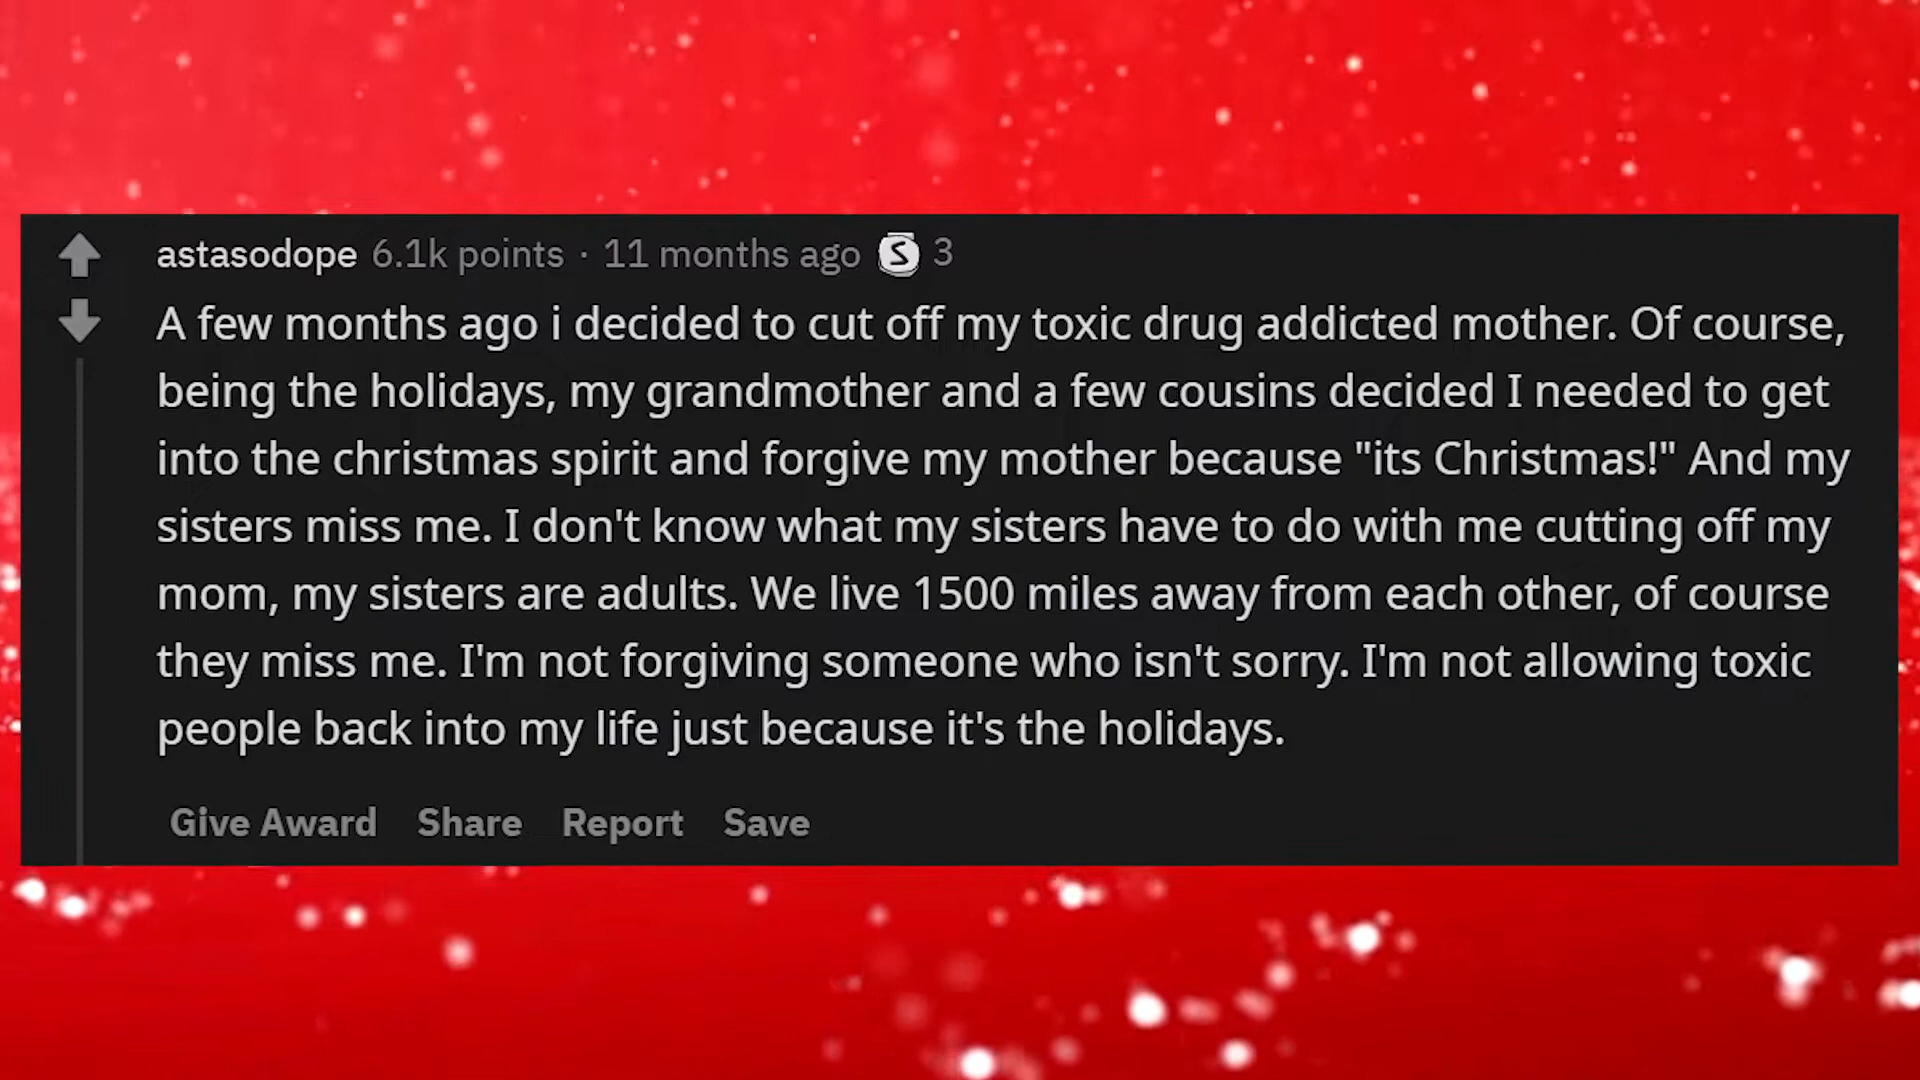 astasodope 6.1k points · 11 months ago S 3
A few months ago i decided to cut off my toxic drug addicted mother. Of course,
being the holidays, my grandmother and a few cousins decided I needed to get
into the christmas spirit and forgive my mother because "its Christmas!" And my
sisters miss me. I don't know what my sisters have to do with me cutting off my
mom, my sisters are adults. We live 1500 miles away from each other, of course
they miss me. I'm not forgiving someone who isn't sorry. I'm not allowing toxic
people back into my life just because it's the holidays.
Give Award Share Report Save